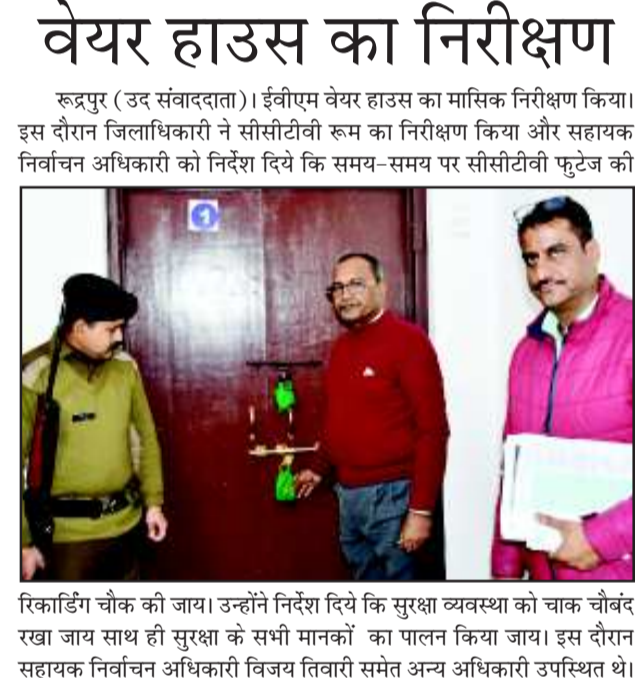 वेयर हाउस का निरीक्षण
रूद्रपुर (उद संवाददाता)। ईवीएम वेयर हाउस का मासिक निरीक्षण किया।
इस दौरान जिलाधिकारी ने सीसीटीवी रूम का निरीक्षण किया और सहायक
निर्वाचन अधिकारी को निर्देश दिये कि समय-समय पर सीसीटीवी फुटेज की
1
रिकार्डिंग चौक की जाय। उन्होंने निर्देश दिये कि सुरक्षा व्यवस्था को चाक चौबंद
रखा जाय साथ ही सुरक्षा के सभी मानकों का पालन किया जाय। इस दौरान
सहायक निर्वाचन अधिकारी विजय तिवारी समेत अन्य अधिकारी उपस्थित थे।